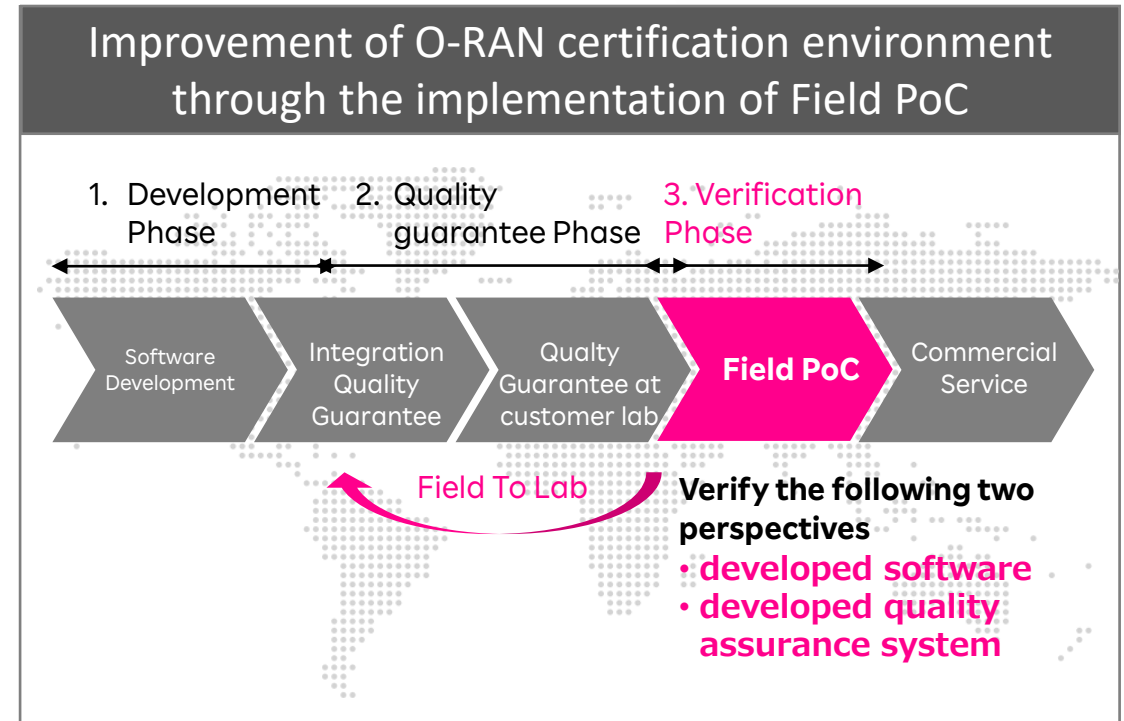 Improvement of O-RAN certification environment
through the implementation of Field PoC
1. Development
Phase
2. Quality
guarantee Phase
3. Verification
Phase
Software
Development
Integration
Quality
Guarantee
Qualty
Guarantee at
customer lab
Field PoC
Commercial
Service
Field To Lab
Verify the following two
perspectives
・developed software
・developed quality
assurance system